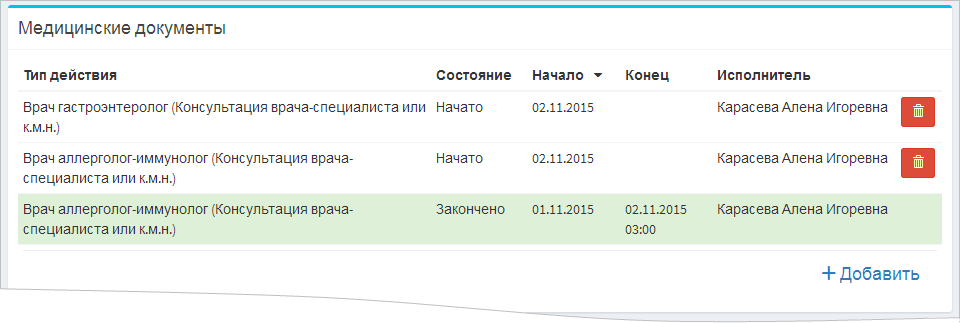 Медицинские документы
Тип действия Состояние Начало Конец Исполнитель
Врач гастроэнтеролог (Консультация врача-специалиста или Начато 02.11.2015 Карасева Алена Игоревна
к.м.н.)
Врач аллерголог-иммунолог (Консультация врача- Начато 02.11.2015 Карасева Алена Игоревна
специалиста или к.м.н.)
Врач аллерголог-иммунолог (Консультация врача- Закончено 01.11.2015 02.11.2015 Карасева Алена Игоревна
специалиста или к.м.н.) 03:00
+ Добавить